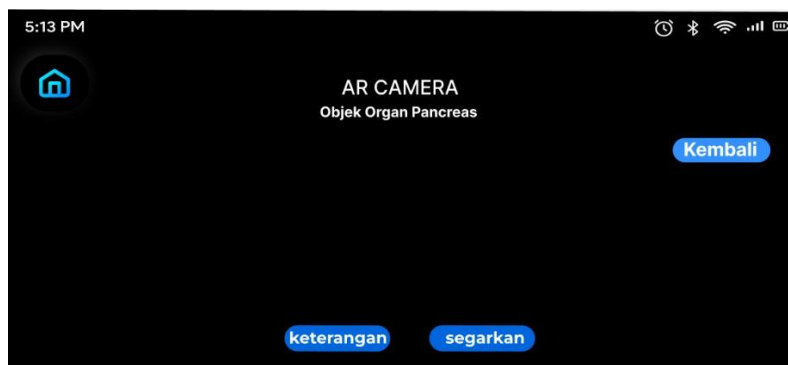 5:13 PM
AR CAMERA
Objek Organ Pancreas
Kembali
keterangan segarkan